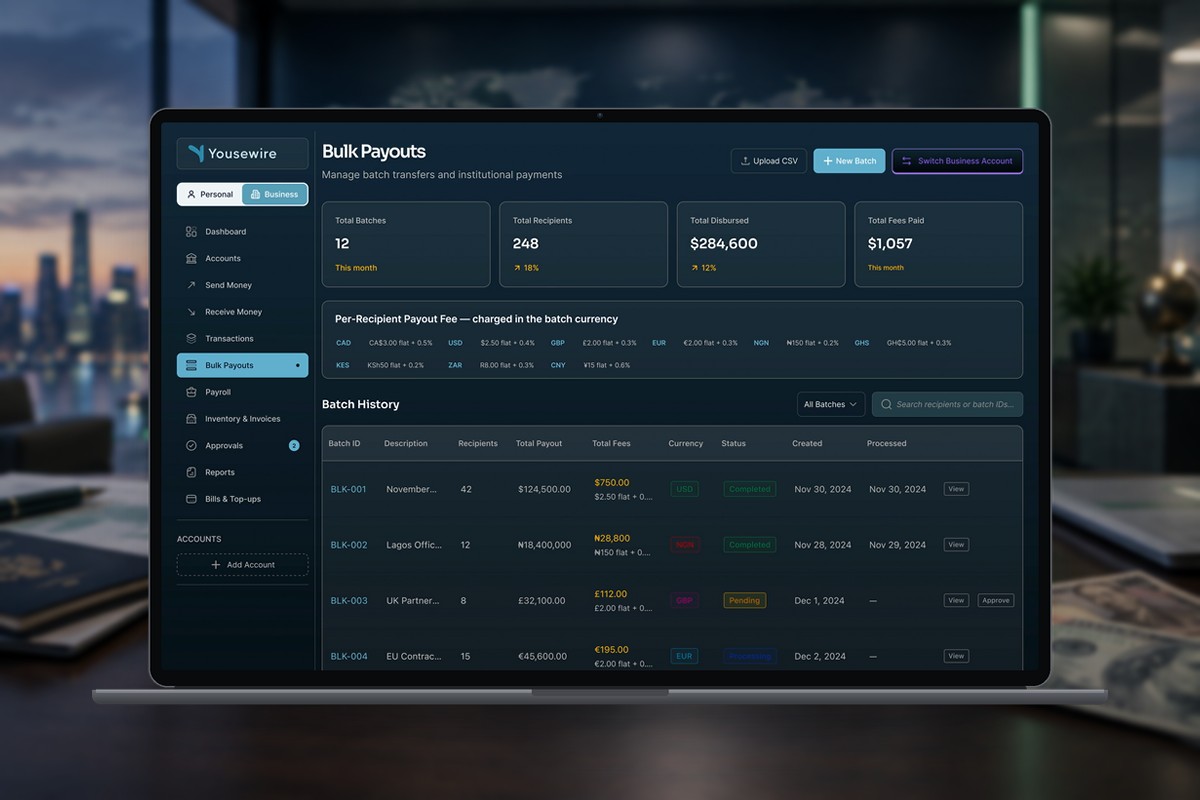 Yousewire
Personal
Business
Dashboard
Accounts
Send Money
Receive Money
Transactions
Bulk Payouts
Payroll
Inventory & Invoices
Approvals 2
Reports
Bills & Top-ups
ACCOUNTS
+ Add Account
Bulk Payouts
Manage batch transfers and institutional payments
Upload CSV
+ New Batch
Switch Business Account
Total Batches
12
This month
Total Recipients
248
18%
Total Disbursed
$284,600
12%
Total Fees Paid
$1,057
This month
Per-Recipient Payout Fee — charged in the batch currency
CAD CA$3.00 flat + 0.5% USD $2.50 flat + 0.4% GBP £2.00 flat + 0.3% EUR €2.00 flat + 0.3% NGN ₦150 flat + 0.2% GHS GH₵5.00 flat + 0.3%
KES KSh50 flat + 0.2% ZAR R8.00 flat + 0.3% CNY ¥15 flat + 0.6%
Batch History
All Batches
Search recipients or batch IDs...
Batch ID Description Recipients Total Payout Total Fees Currency Status Created Processed
BLK-001 November... 42 $124,500.00 $750.00 USD Completed Nov 30, 2024 Nov 30, 2024 View
$2.50 flat + 0....
BLK-002 Lagos Offic... 12 ₦18,400,000 ₦28,800 NGN Completed Nov 28, 2024 Nov 29, 2024 View
₦150 flat + 0....
BLK-003 UK Partner... 8 £32,100.00 £112.00 GBP Pending Dec 1, 2024 — View Approve
£2.00 flat + 0....
BLK-004 EU Contrac... 15 €45,600.00 €195.00 EUR Processing Dec 2, 2024 — View
€2.00 flat + 0....